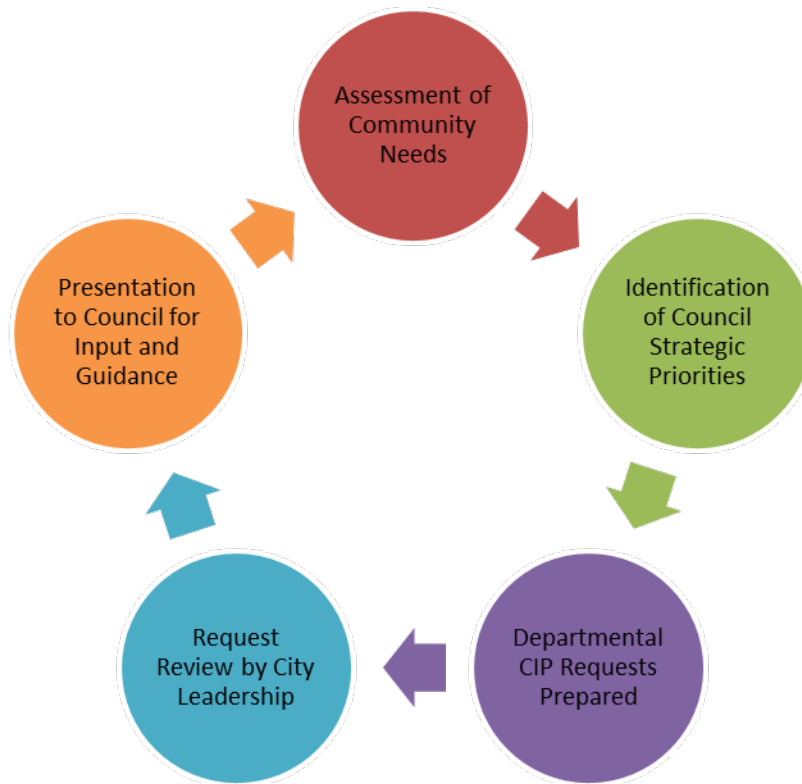 Assessment of
Community
Needs
Identification
of Council
Strategic
Priorities
Departmental
CIP Requests
Prepared
Request
Review by City
Leadership
Presentation
to Council for
Input and
Guidance